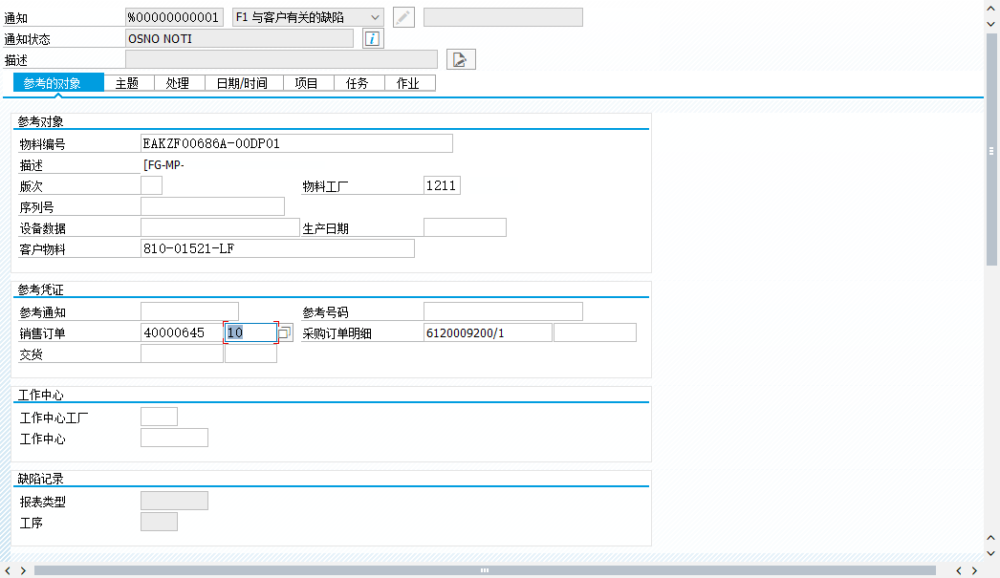 通知 %00000000001 F1 与客户有关的缺陷
通知状态 OSNO NOTI
描述
参考的对象 主题 处理 日期/时间 项目 任务 作业
参考对象
物料编号 EAKZF00686A-00DP01
描述 [FG-MP-
版次 物料工厂 1211
序列号
设备数据 生产日期
客户物料 810-01521-LF
参考凭证
参考通知 参考号码
销售订单 40000645 10 采购订单明细 6120009200/1
交货
工作中心
工作中心工厂
工作中心
缺陷记录
报表类型
工序